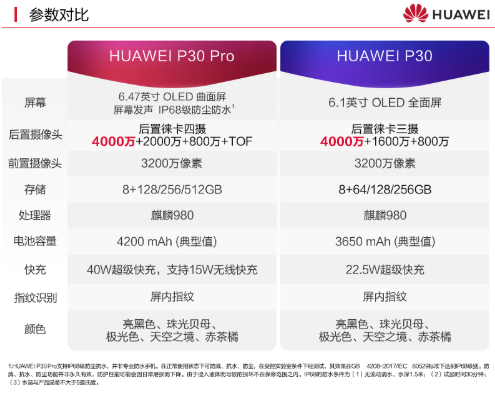 参数对比
HUAWEI
HUAWEI P30 Pro
HUAWEI P30
屏幕
6.47英寸 OLED 曲面屏
屏幕发声 IP68级防尘防水1
6.1英寸 OLED 全面屏
后置摄像头
后置徕卡四摄
4000万+2000万+800万+TOF
后置徕卡三摄
4000万+1600万+800万
前置摄像头
3200万像素
3200万像素
存储
8+128/256/512GB
8+64/128/256GB
处理器
麒麟980
麒麟980
电池容量
4200 mAh (典型值)
3650 mAh (典型值)
快充
40W超级快充，支持15W无线快充
22.5W超级快充
指纹识别
屏内指纹
屏内指纹
颜色
亮黑色、珠光贝母、
极光色、天空之境、赤茶橘
亮黑色、珠光贝母、
极光色、天空之境、赤茶橘
1.HUAWEI P30 Pro支持IP68级防尘防水，并非专业防水手机。在正常使用状态下可防溅、抗水、防尘，在受控实验室条件下经测试，其效果在GB 4208-2017/IEC 60529标准下达到IP68级别。防
溅、抗水、防尘功能并非永久有效，防护性能可能会因日常磨损而下降。由于浸入液体而导致的损坏不在保修范围之内。IP68的防水条件为（1）无流动清水，水深1.5米；（2）试验时间30分钟；
（3）水温与产品温差不大于5摄氏度。